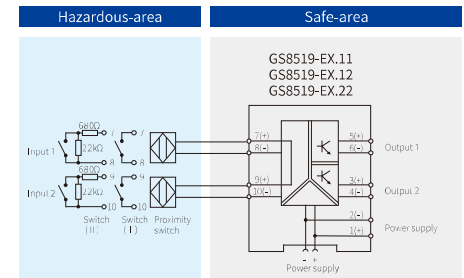 Hazardous-area
Safe-area
GS8519-EX.11
GS8519-EX.12
GS8519-EX.22
680Ω
7
7
7(+)
5(+)
Input 1
22kΩ
8(-)
6(-)
Output 1
8
8
680Ω
9
9
9(+)
3(+)
Input 2
22kΩ
10(-)
4(-)
Output 2
10
10
2(-)
Switch
(II)
Switch
(I)
Proximity
switch
1(+)
Power supply
- +
Power supply